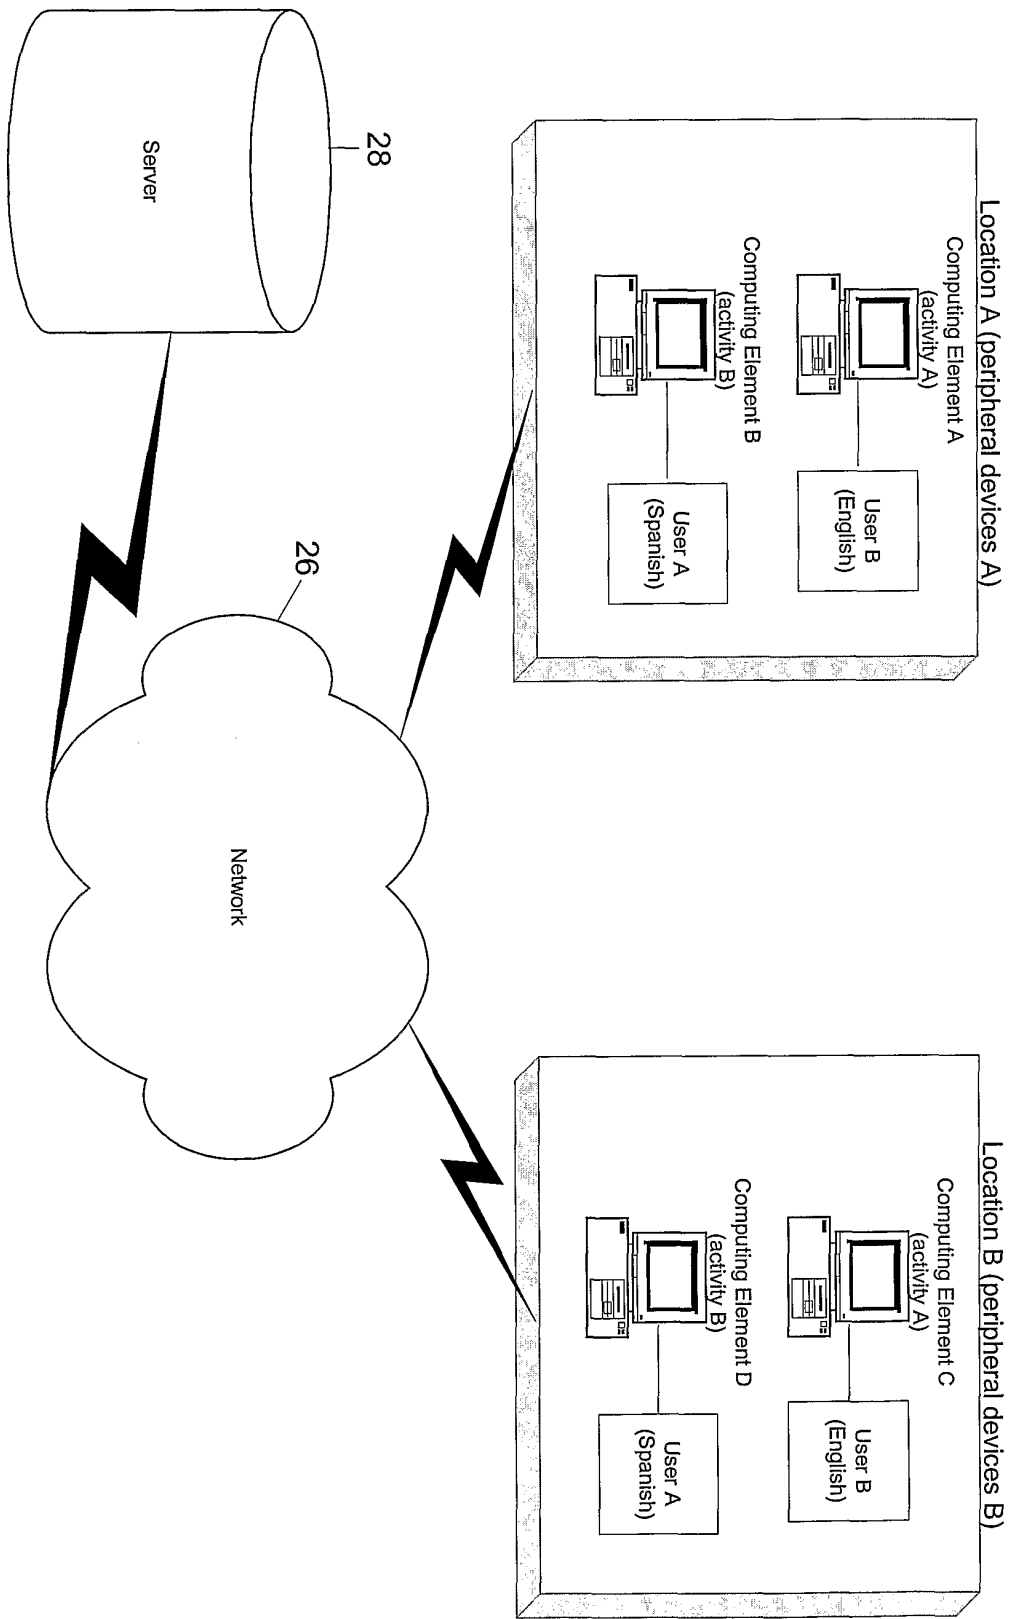 Location A (peripheral devices A)
Computing Element A
(activity A)
User B
(English)
Computing Element B
(activity B)
User A
(Spanish)
Location B (peripheral devices B)
Computing Element C
(activity A)
User B
(English)
Computing Element D
(activity B)
User A
(Spanish)
28
Server
26
Network